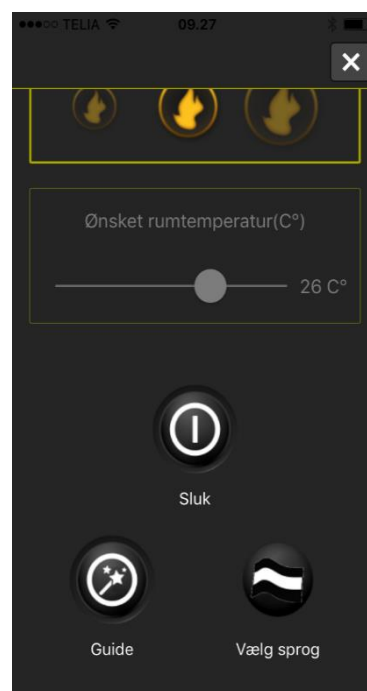 TELIA 09.27
Ønsket rumtemperatur(C°)
26 C°
Sluk
Guide
Vælg sprog